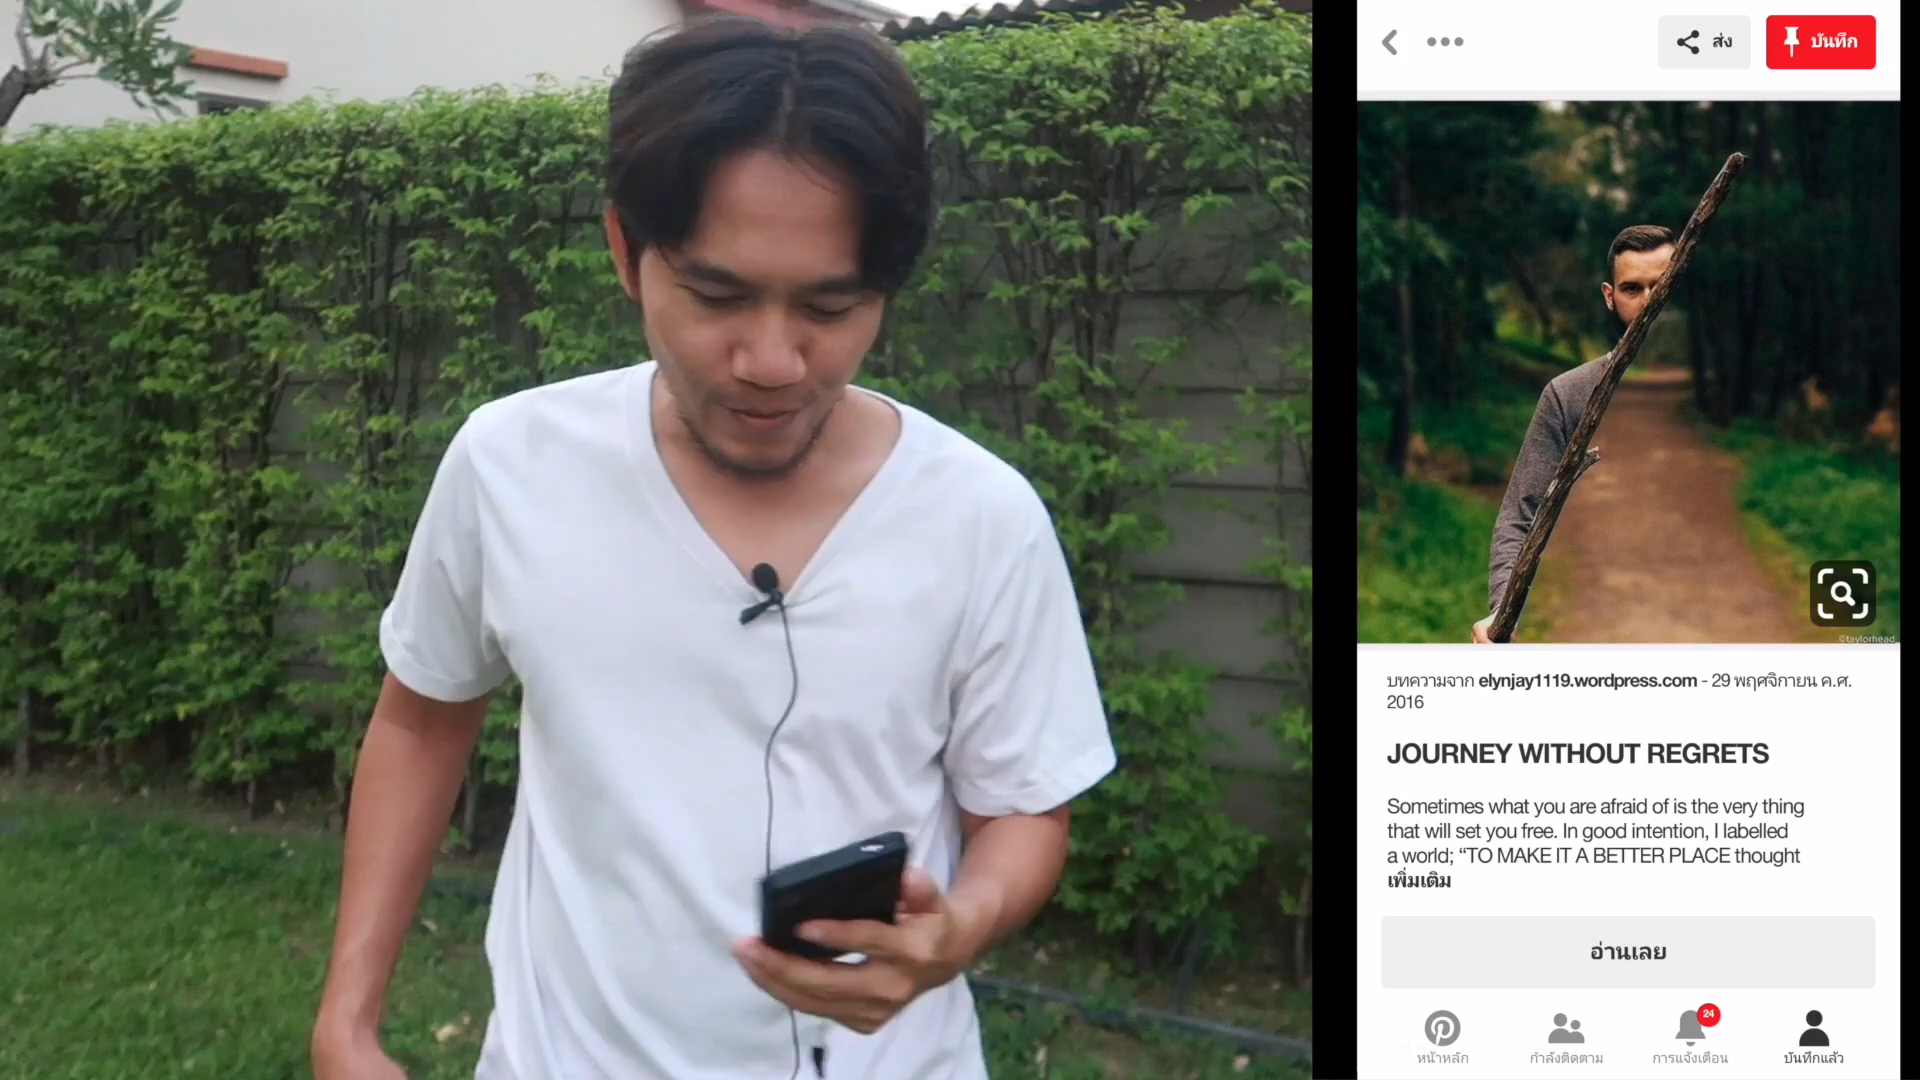 ส่ง
บันทึก
©taylorhead
บทความจาก elynjay1119.wordpress.com - 29 พฤศจิกายน ค.ศ.
2016
JOURNEY WITHOUT REGRETS
Sometimes what you are afraid of is the very thing
that will set you free. In good intention, I labelled
a world; “TO MAKE IT A BETTER PLACE thought
เพิ่มเติม
อ่านเลย
24
หน้าหลัก
กำลังติดตาม
การแจ้งเตือน
บันทึกแล้ว